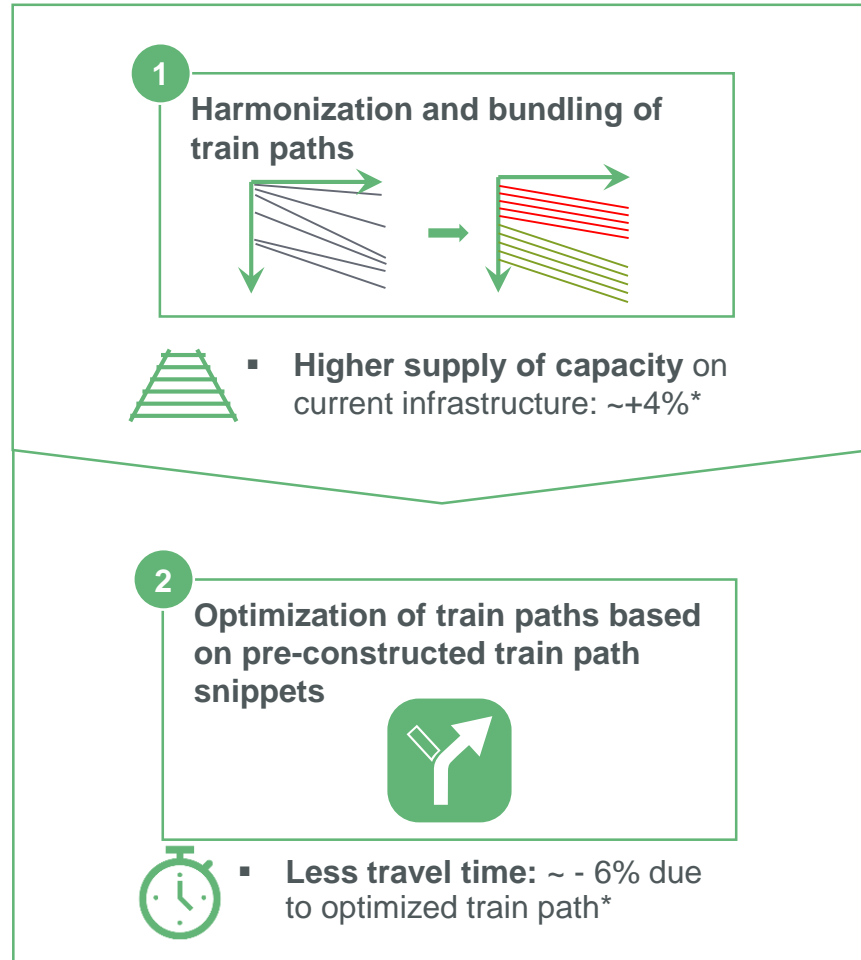 1
Harmonization and bundling of
train paths
▪ Higher supply of capacity on
current infrastructure: ~+4%*
2
Optimization of train paths based
on pre-constructed train path
snippets
▪ Less travel time: ~ - 6% due
to optimized train path*